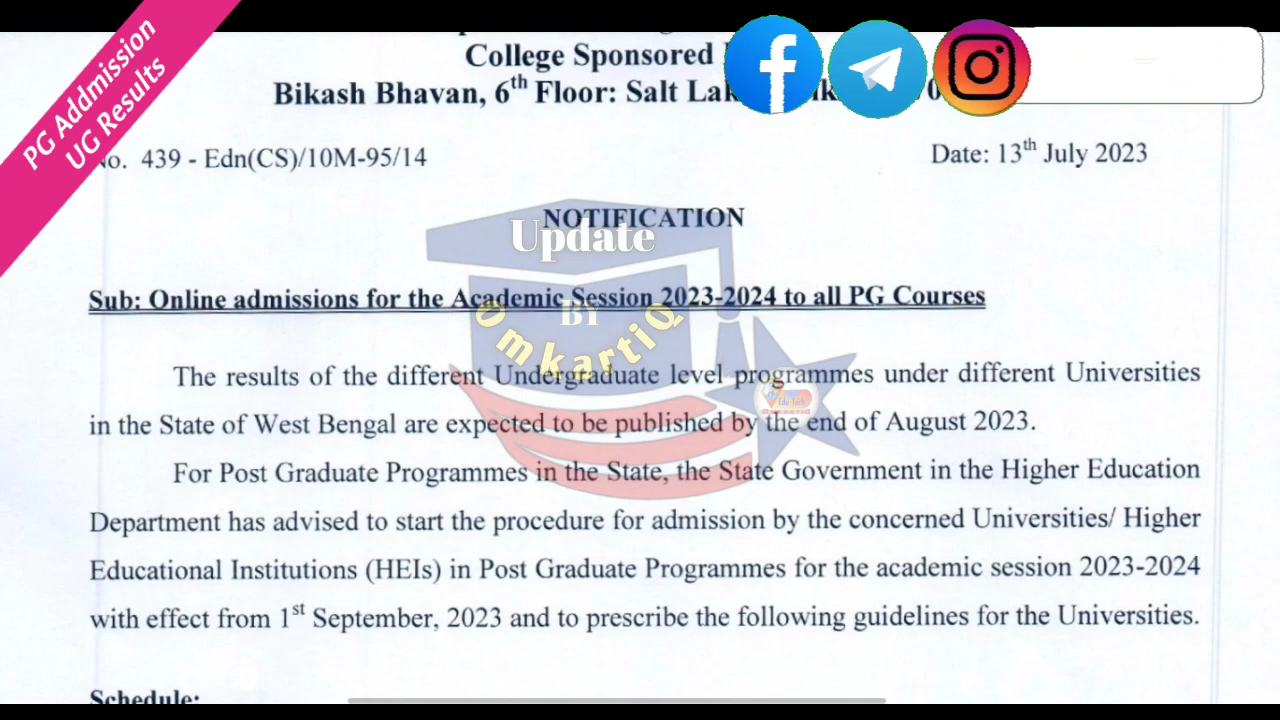 PG Addmission
UG Results
College Sponsored
Bikash Bhavan, 6th Floor: Salt
No. 439 - Edn(CS)/10M-95/14
Date: 13th July 2023
NOTIFICATION
Update
BY
OmkartiQ
Sub: Online admissions for the Academic Session 2023-2024 to all PG Courses
The results of the different Undergraduate level programmes under different Universities
in the State of West Bengal are expected to be published by the end of August 2023.
Edu Tech
For Post Graduate Programmes in the State, the State Government in the Higher Education
Department has advised to start the procedure for admission by the concerned Universities/ Higher
Educational Institutions (HEIs) in Post Graduate Programmes for the academic session 2023-2024
with effect from 1st September, 2023 and to prescribe the following guidelines for the Universities.
Schedule: